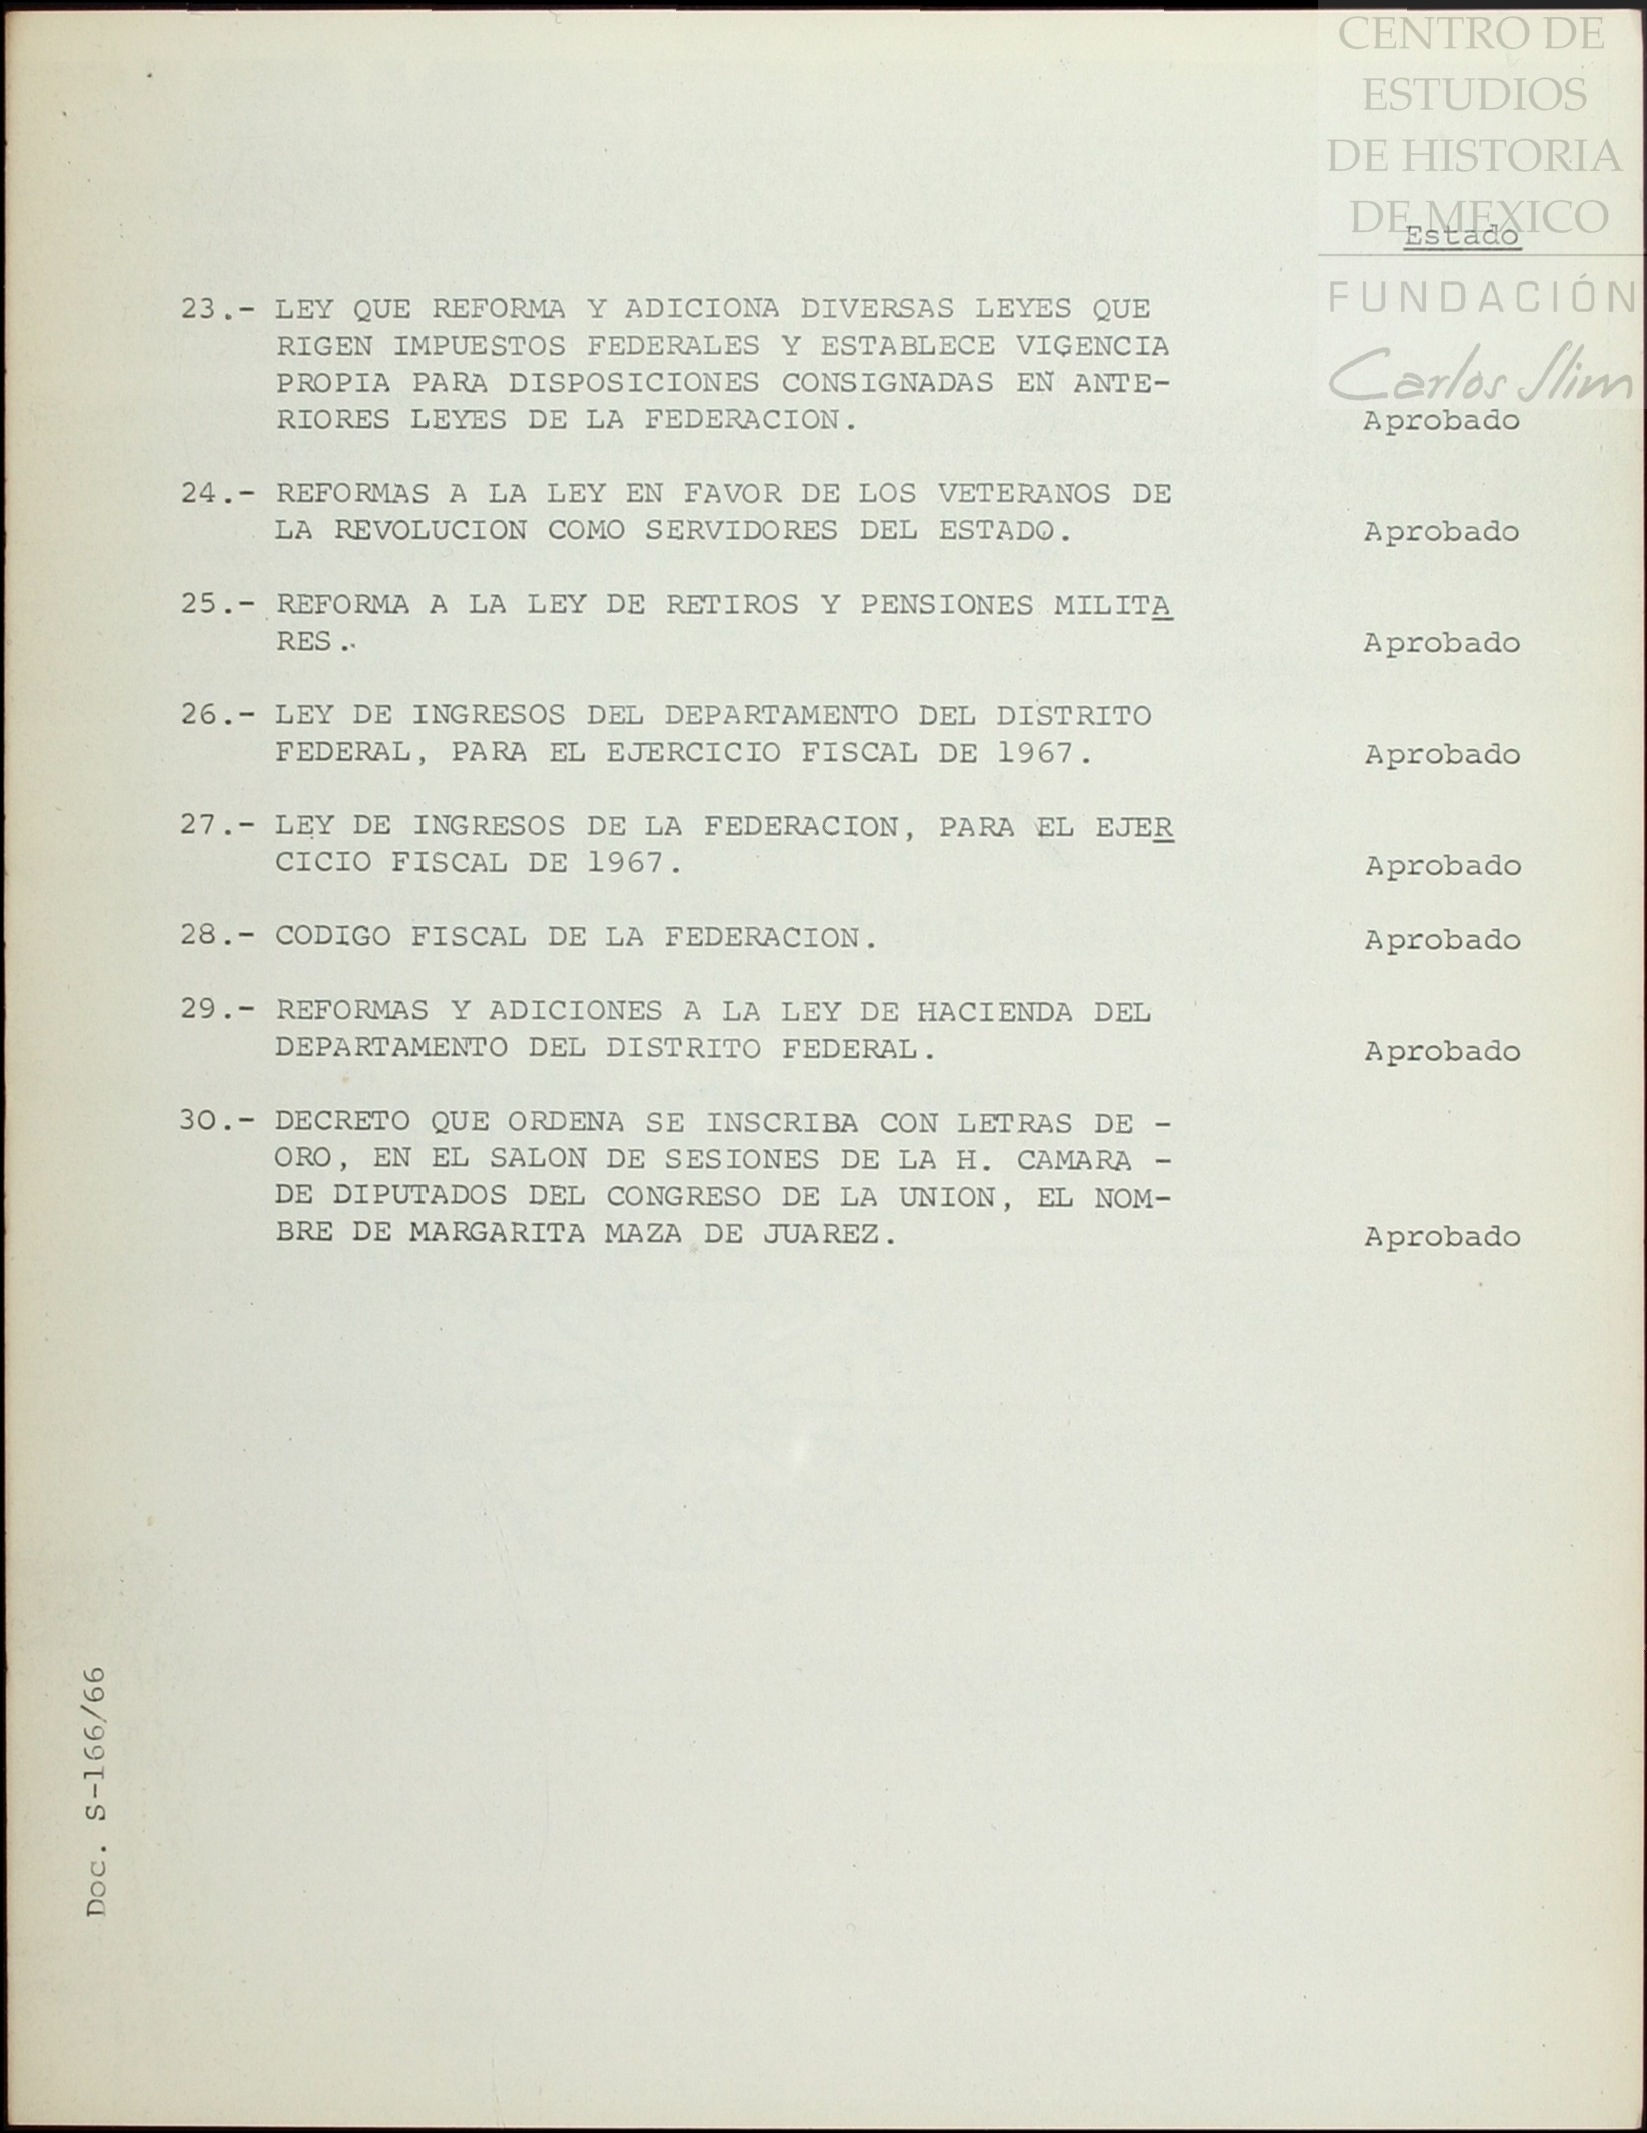 CENTRO DE
ESTUDIOS
DE HISTORIA
DE MEXICO
Estado
FUNDACIÓN
Carlos Slim
23.- LEY QUE REFORMA Y ADICIONA DIVERSAS LEYES QUE
RIGEN IMPUESTOS FEDERALES Y ESTABLECE VIGENCIA
PROPIA PARA DISPOSICIONES CONSIGNADAS EN ANTE-
RIORES LEYES DE LA FEDERACION. Aprobado
24.- REFORMAS A LA LEY EN FAVOR DE LOS VETERANOS DE
LA REVOLUCION COMO SERVIDORES DEL ESTADO. Aprobado
25.- REFORMA A LA LEY DE RETIROS Y PENSIONES MILITA
RES. Aprobado
26.- LEY DE INGRESOS DEL DEPARTAMENTO DEL DISTRITO
FEDERAL, PARA EL EJERCICIO FISCAL DE 1967. Aprobado
27.- LEY DE INGRESOS DE LA FEDERACION, PARA EL EJER
CICIO FISCAL DE 1967. Aprobado
28.- CODIGO FISCAL DE LA FEDERACION. Aprobado
29.- REFORMAS Y ADICIONES A LA LEY DE HACIENDA DEL
DEPARTAMENTO DEL DISTRITO FEDERAL. Aprobado
30.- DECRETO QUE ORDENA SE INSCRIBA CON LETRAS DE -
ORO, EN EL SALON DE SESIONES DE LA H. CAMARA -
DE DIPUTADOS DEL CONGRESO DE LA UNION, EL NOM-
BRE DE MARGARITA MAZA DE JUAREZ. Aprobado
Doc. S-166/66